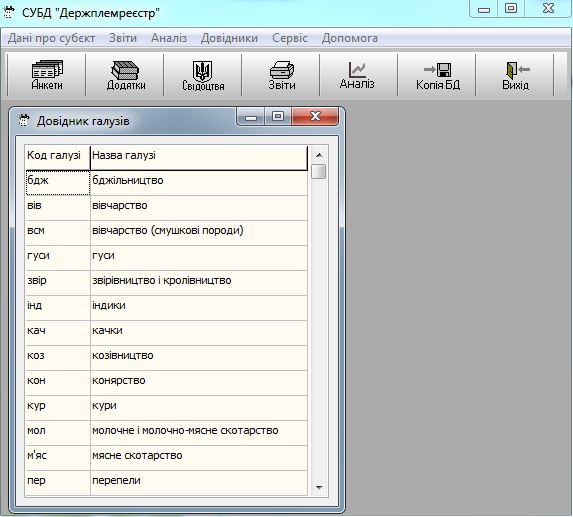 СУБД "Держплемреєстр"
Дані про субєкт Звіти Аналіз Довідники Сервіс Допомога
Анкети Додатки Свідоцтва Звіти Аналіз Копія БД Вихід
Довідник галузів
Код галузі Назва галузі
бдж бджільництво
вів вівчарство
всм вівчарство (смушкові породи)
гуси гуси
звір звірівництво і кролівництво
інд індики
кач качки
коз козівництво
кон конярство
кур кури
мол молочне і молочно-мясне скотарство
м'яс мясне скотарство
пер перепели